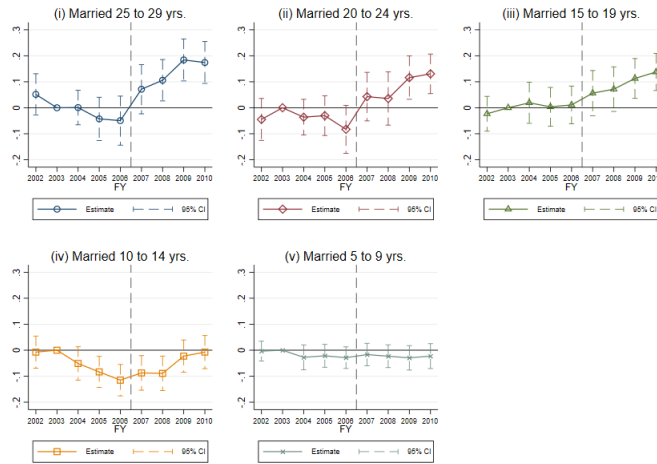 (i) Married 25 to 29 yrs.
.3
.2
.1
0
-.1
-.2
2002 2003 2004 2005 2006 2007 2008 2009 2010
FY
Estimate 95% CI
(ii) Married 20 to 24 yrs.
.3
.2
.1
0
-.1
-.2
2002 2003 2004 2005 2006 2007 2008 2009 2010
FY
Estimate 95% CI
(iii) Married 15 to 19 yrs.
.3
.2
.1
0
-.1
-.2
2002 2003 2004 2005 2006 2007 2008 2009 2010
FY
Estimate 95% CI
(iv) Married 10 to 14 yrs.
.3
.2
.1
0
-.1
-.2
2002 2003 2004 2005 2006 2007 2008 2009 2010
FY
Estimate 95% CI
(v) Married 5 to 9 yrs.
.3
.2
.1
0
-.1
-.2
2002 2003 2004 2005 2006 2007 2008 2009 2010
FY
Estimate 95% CI